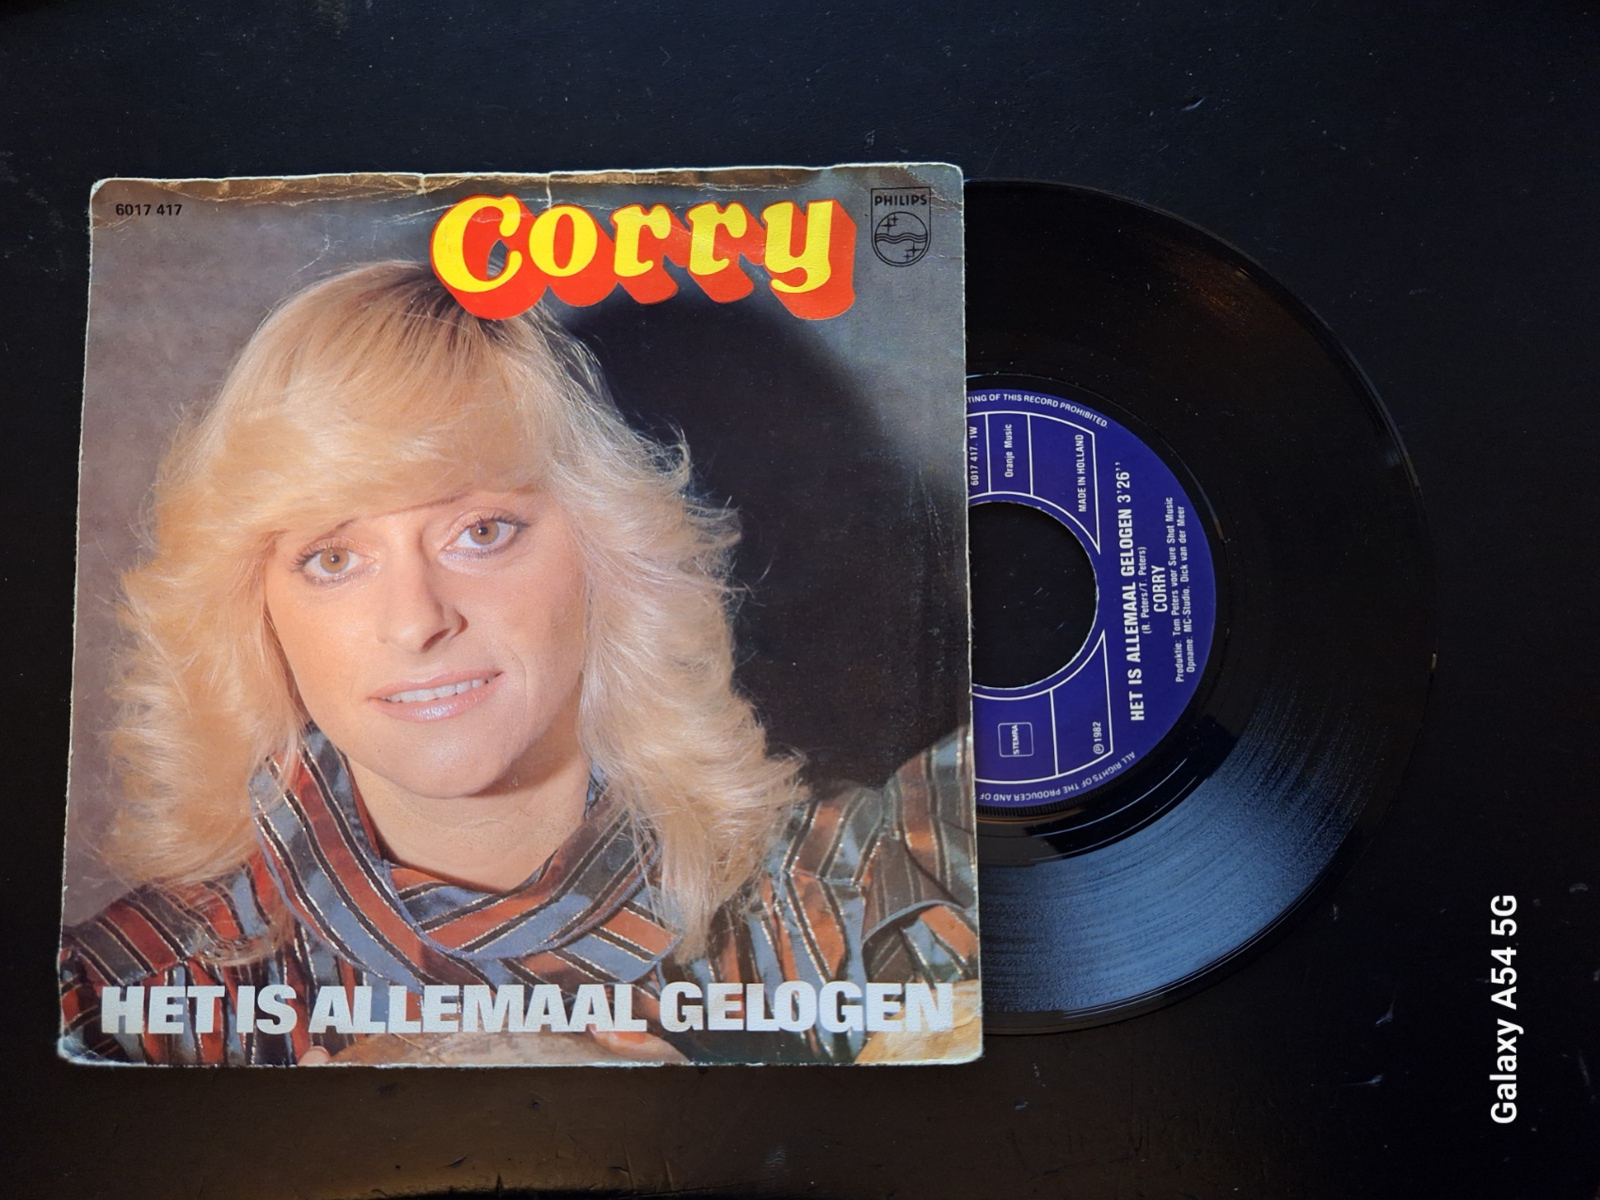 6017 417
Corry
PHILIPS
HET IS ALLEMAAL GELOGEN
TING OF THIS RECORD PROHIBITED.
6017 417. 1W
Oranje Music
MADE IN HOLLAND
HET IS ALLEMAAL GELOGEN 3'26''
(R. Peters/T. Peters)
CORRY
Produktie: Tom Peters voor Sure Shot Music
Opname: MC-Studio, Dick van der Meer
STEMRA
℗ 1982
ALL RIGHTS OF THE PRODUCER AND OF
Galaxy A54 5G